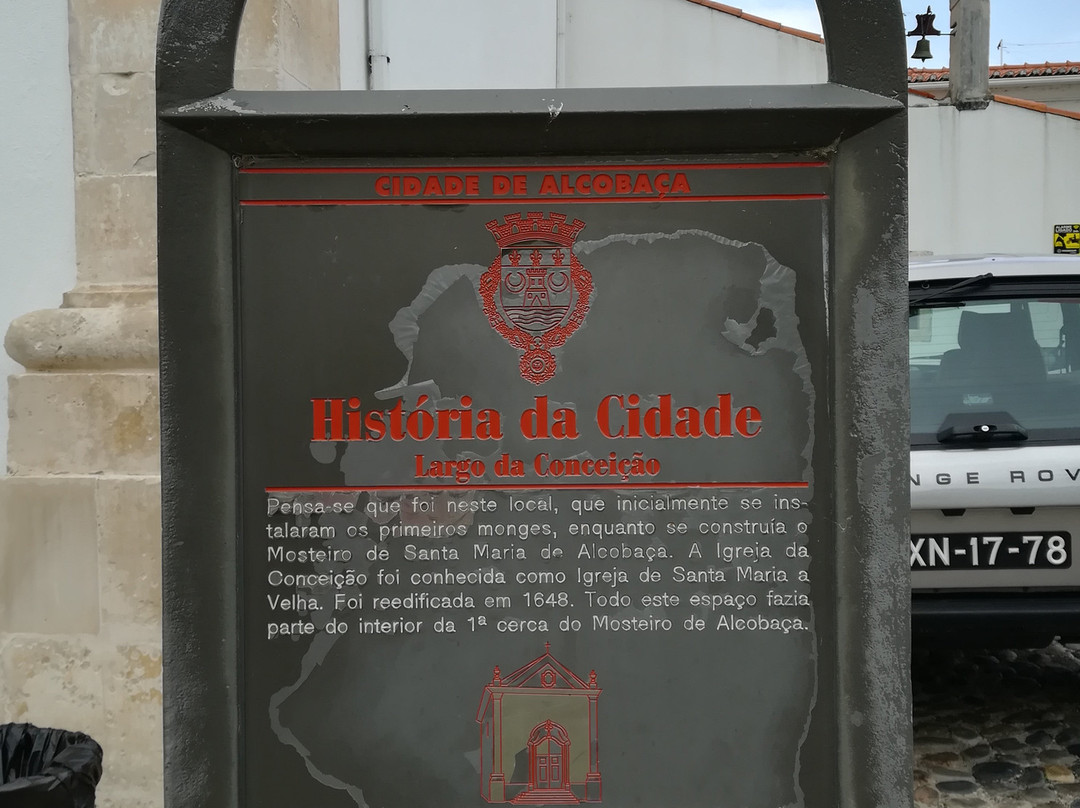 CIDADE DE ALCOBAÇA
História da Cidade
Largo da Conceição
Pensa-se que foi neste local, que inicialmente se ins-
talaram os primeiros monges, enquanto se construía o
Mosteiro de Santa Maria de Alcobaça. A Igreja da
Conceição foi conhecida como Igreja de Santa Maria a
Velha. Foi reedificada em 1648. Todo este espaço fazia
parte do interior da 1ª cerca do Mosteiro de Alcobaça.
NGE ROV
XN-17-78